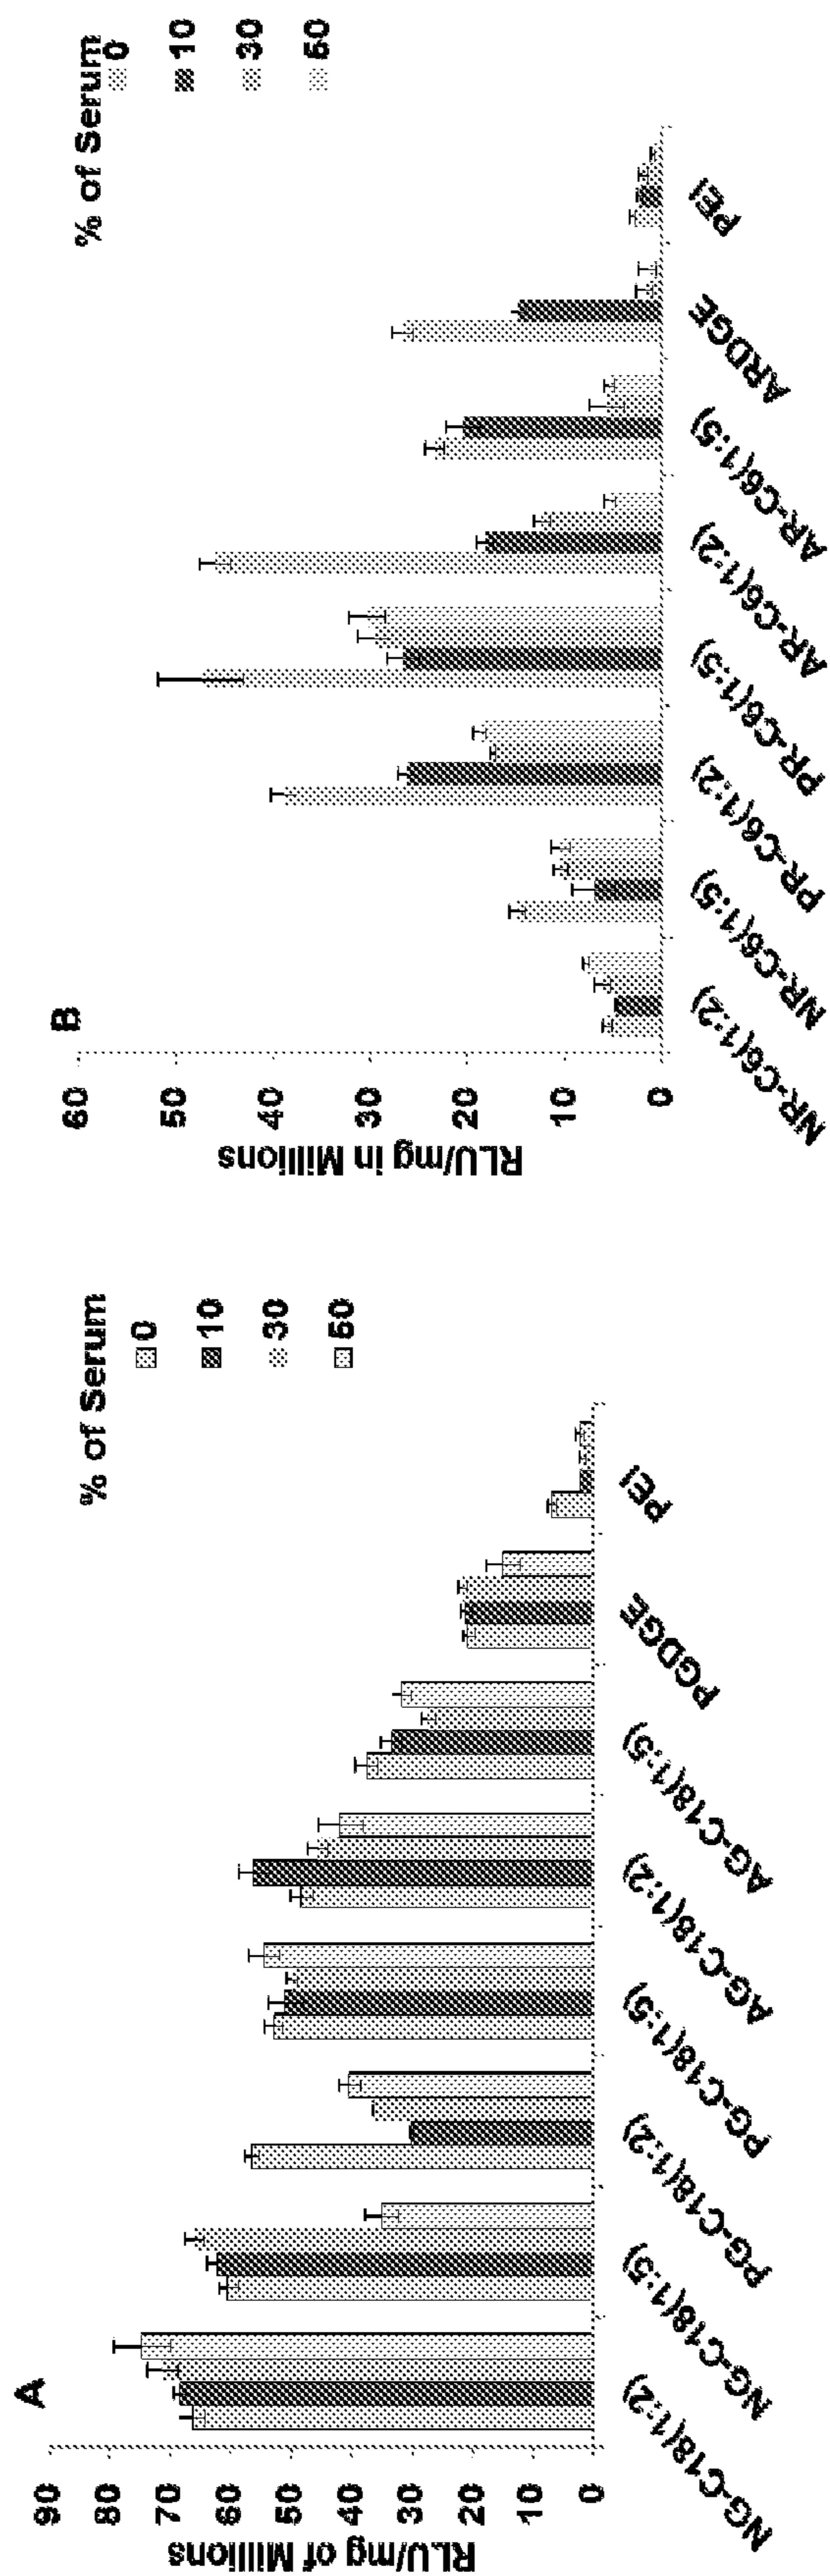 A
RLU/mg of Millions
90
80
70
60
50
40
30
20
10
0
NG-C18(1:2)
NG-C18(1:5)
PG-C18(1:2)
PG-C18(1:5)
AG-C18(1:2)
AG-C18(1:5)
PGDGE
PEI
% of Serum
0
10
30
50
B
RLU/mg in Millions
60
50
40
30
20
10
0
NR-C6(1:2)
NR-C6(1:5)
PR-C6(1:2)
PR-C6(1:5)
AR-C6(1:2)
AR-C6(1:5)
ARDGE
PEI
% of Serum
0
10
30
50